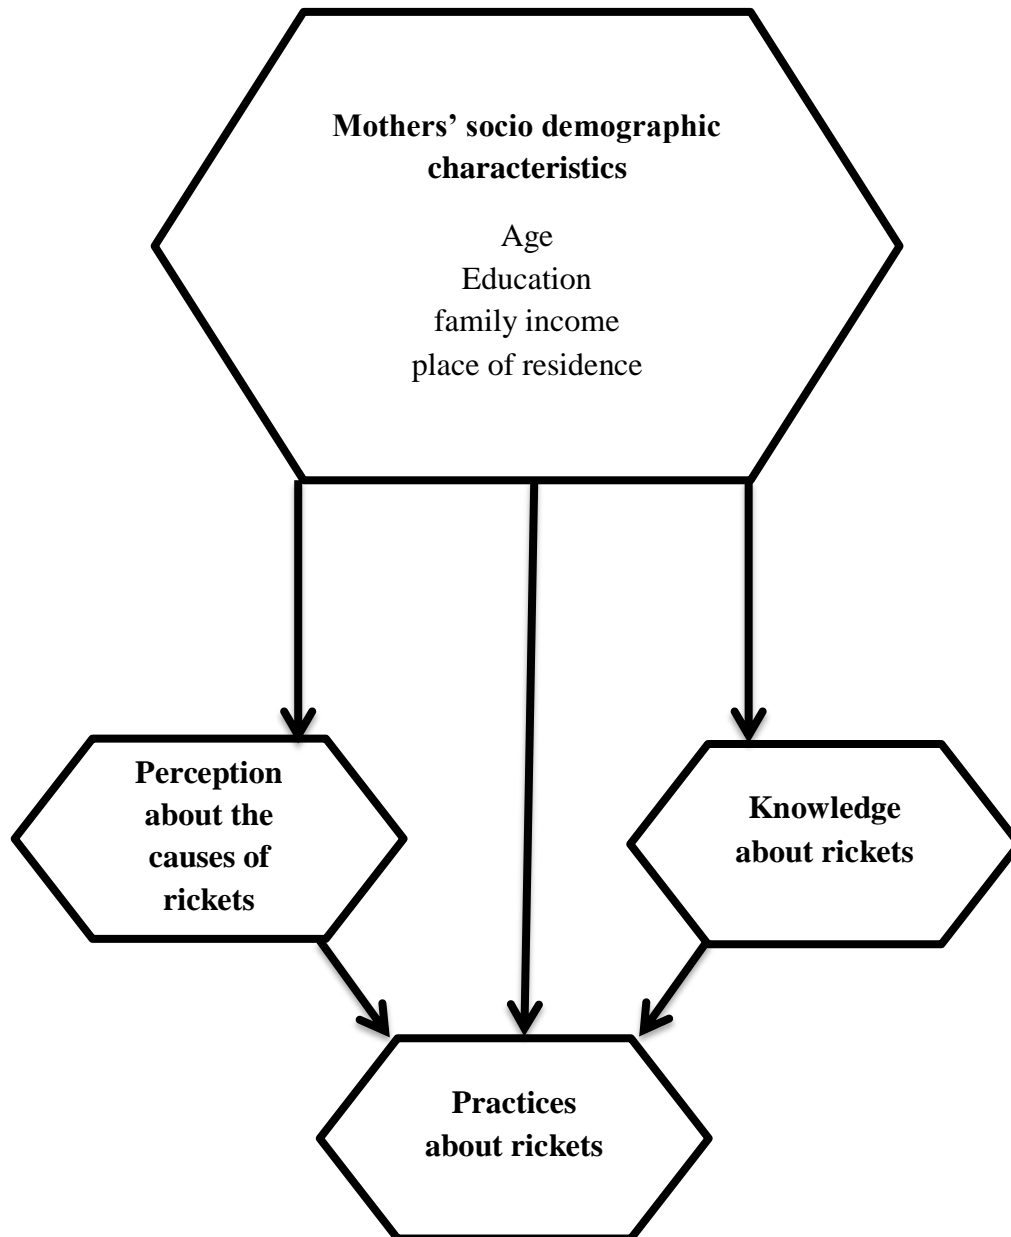 Mothers’ socio demographic
characteristics
Age
Education
family income
place of residence
Perception
about the
causes of
rickets
Knowledge
about rickets
Practices
about rickets